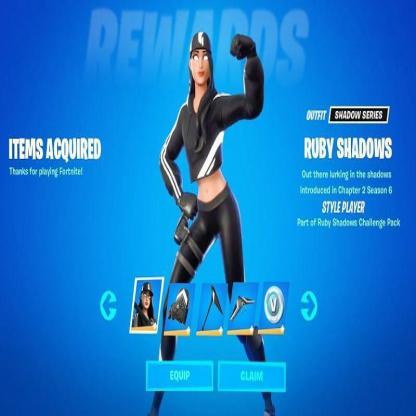 REWARDS
ITEMS ACQUIRED
Thanks for playing Fortnite!
OUTFIT SHADOW SERIES
RUBY SHADOWS
Out there lurking in the shadows
Introduced in Chapter 2 Season 6
STYLE PLAYER
Part of Ruby Shadows Challenge Pack
V
EQUIP
CLAIM